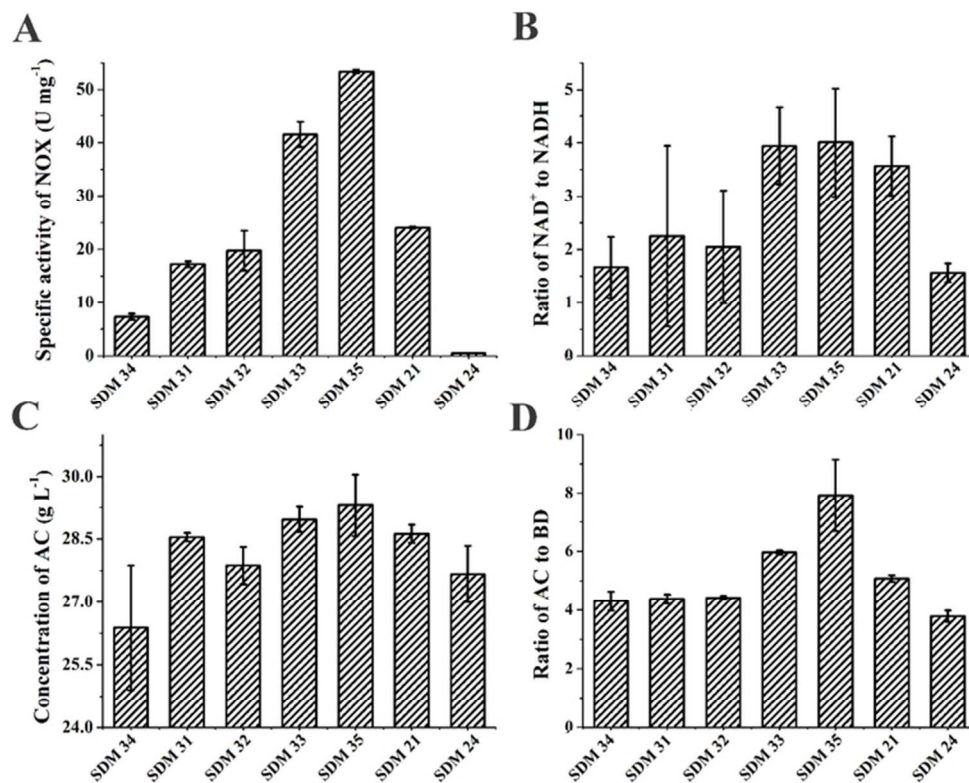 A
Specific activity of NOX (U mg⁻¹)
50
40
30
20
10
0
SDM 34
SDM 31
SDM 32
SDM 33
SDM 35
SDM 21
SDM 24
B
Ratio of NAD⁺ to NADH
5
4
3
2
1
0
SDM 34
SDM 31
SDM 32
SDM 33
SDM 35
SDM 21
SDM 24
C
Concentration of AC (g L⁻¹)
30.0
28.5
27.0
25.5
24.0
SDM 34
SDM 31
SDM 32
SDM 33
SDM 35
SDM 21
SDM 24
D
Ratio of AC to BD
10
8
6
4
2
0
SDM 34
SDM 31
SDM 32
SDM 33
SDM 35
SDM 21
SDM 24